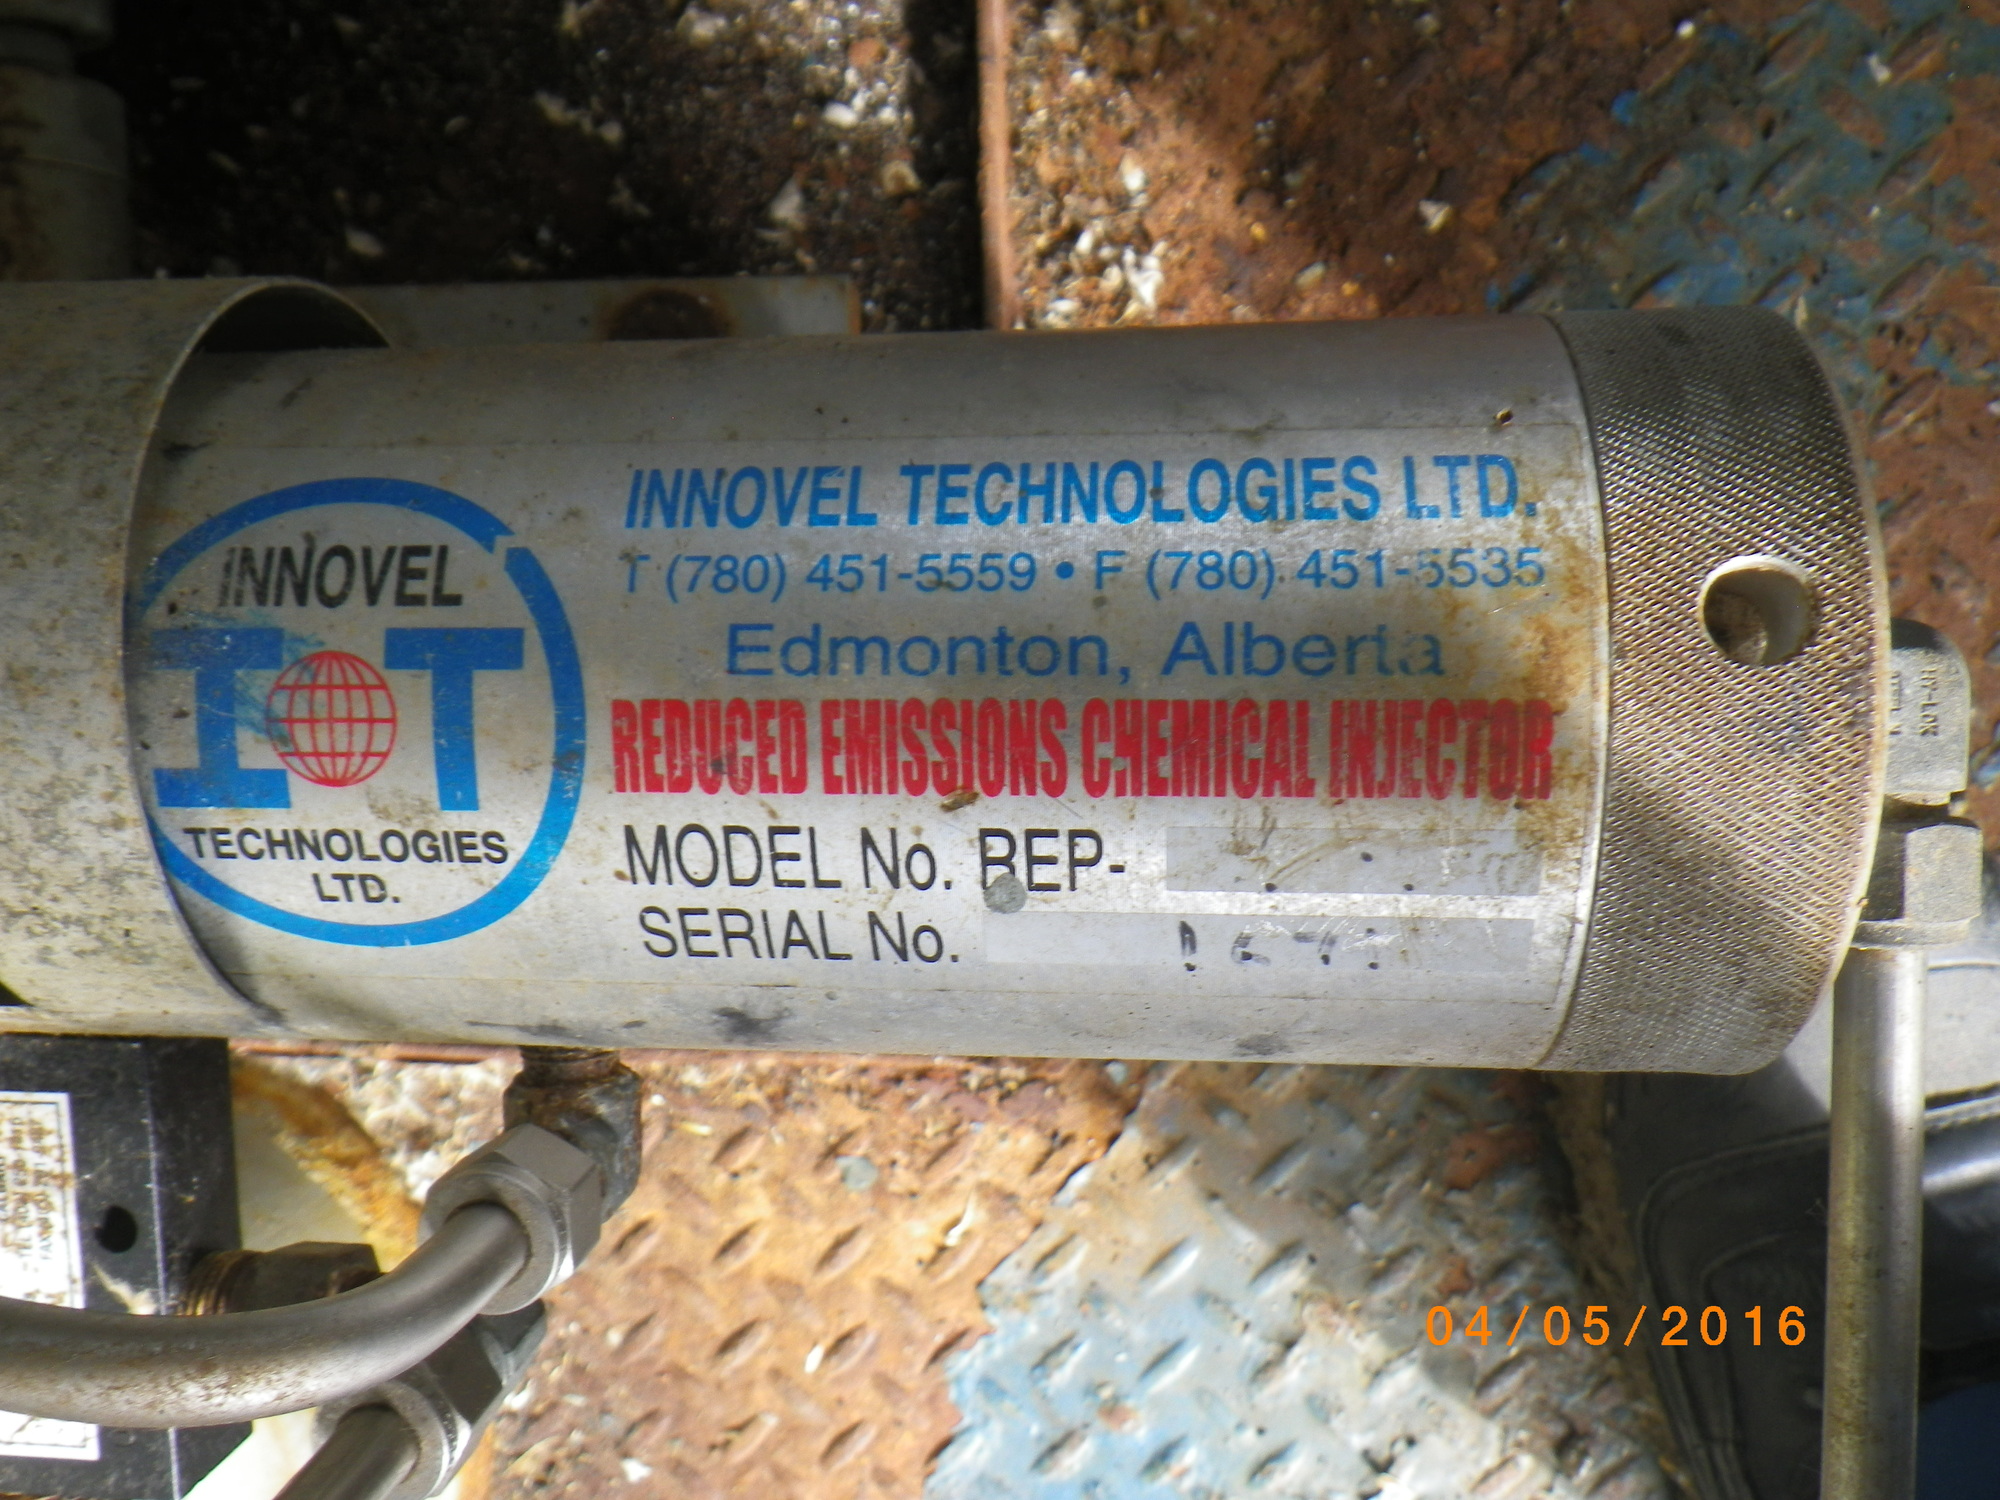 INNOVEL
I T
TECHNOLOGIES
LTD.
INNOVEL TECHNOLOGIES LTD.
T (780) 451-5559 • F (780) 451-5535
Edmonton, Alberta
REDUCED EMISSIONS CHEMICAL INJECTOR
MODEL No. REP-
SERIAL No.
04/05/2016